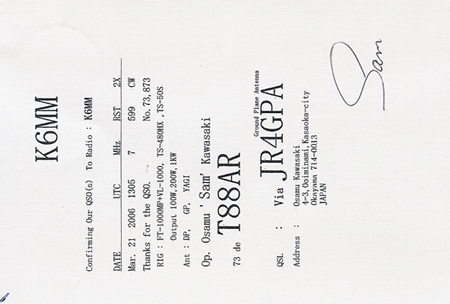 K6MM
Confirming Our QSO(s) To Radio : K6MM
DATE UTC MHz RST 2X
Mar. 21 2006 1305 7 599 CW
Thanks for the QSO. No.73,873
RIG : FT-1000MP+VL-1000, TS-480HX ,TS-50S
Output 100W,200W,1KW
Ant : DP, GP, YAGI
Op. Osamu 'Sam' Kawasaki
73 de T88AR
Ground Plane Antenna
QSL : Via JR4GPA
Address : Osamu Kawasaki
4-3,Ooiminami,Kasaoka-city
Okayama 714-0013
JAPAN
Sam